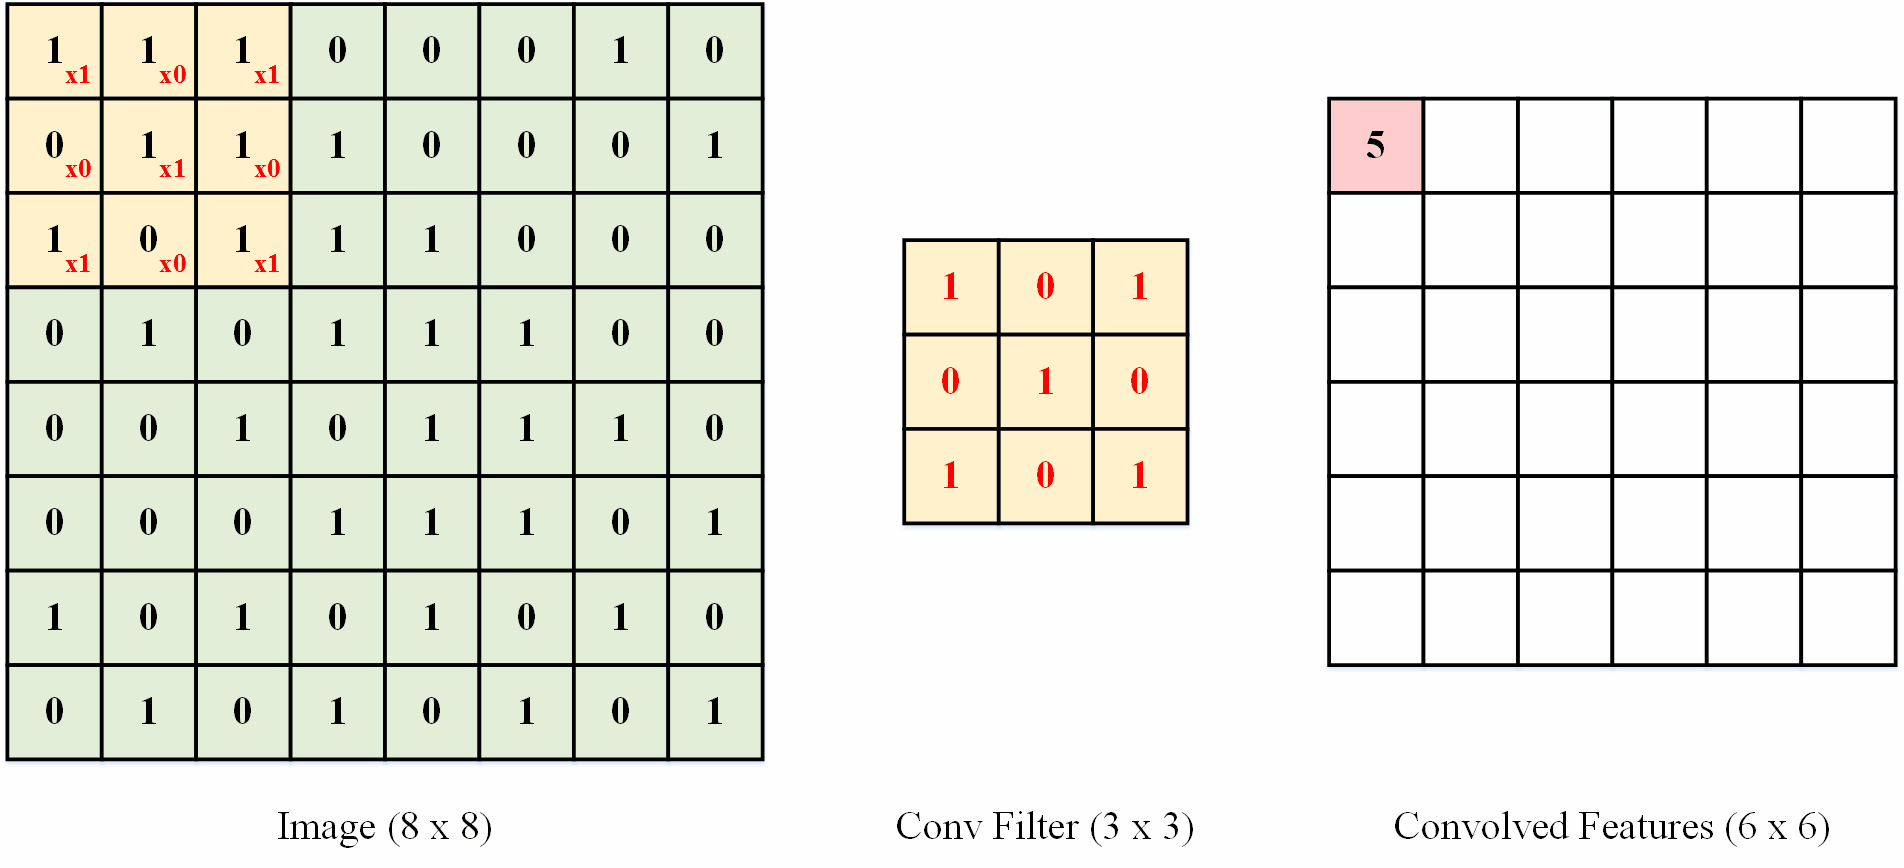 1x1 1x0 1x1 0 0 0 1 0
0x0 1x1 1x0 1 0 0 0 1
1x1 0x0 1x1 1 1 0 0 0
0 1 0 1 1 1 0 0
0 0 1 0 1 1 1 0
0 0 0 1 1 1 0 1
1 0 1 0 1 0 1 0
0 1 0 1 0 1 0 1
Image (8 x 8)
1 0 1
0 1 0
1 0 1
Conv Filter (3 x 3)
5
Convolved Features (6 x 6)